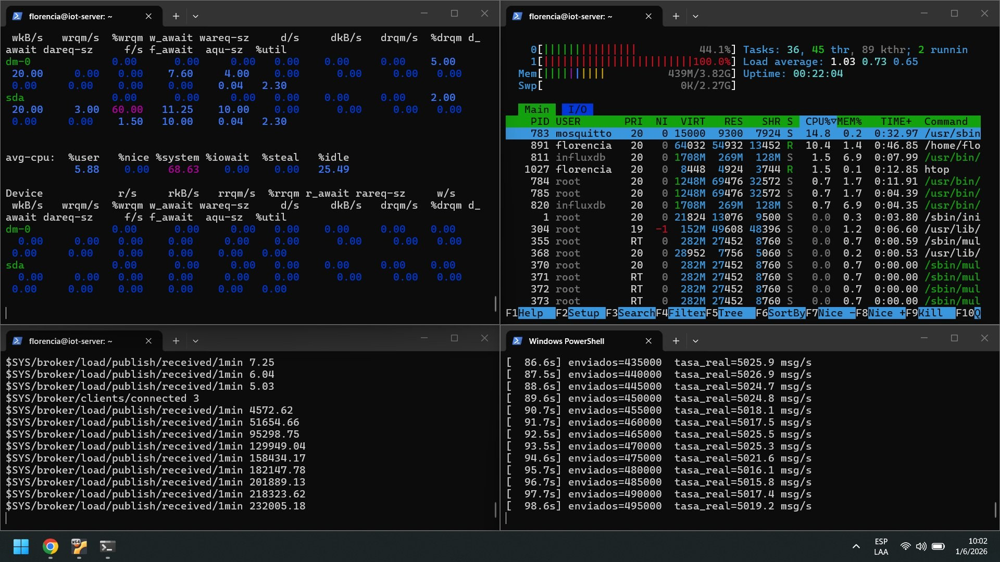 florencia@iot-server: ~
wkB/s wrqm/s %wrqm w_await wareq-sz d/s dkB/s drqm/s %drqm d_
await dareq-sz f/s f_await aqu-sz %util
dm-0 0.00 0.00 0.00 0.00 0.00 0.00 5.00
20.00 0.00 0.00 7.60 4.00 0.00 0.00 0.00 0.00
0.00 0.00 0.00 0.00 0.04 2.30
sda 0.00 0.00 0.00 0.00 0.00 0.00 2.00
20.00 3.00 60.00 11.25 10.00 0.00 0.00 0.00 0.00
0.00 0.00 1.50 10.00 0.04 2.30
avg-cpu: %user %nice %system %iowait %steal %idle
5.88 0.00 68.63 0.00 0.00 25.49
Device r/s rkB/s rrqm/s %rrqm r_await rareq-sz w/s
wkB/s wrqm/s %wrqm w_await wareq-sz d/s dkB/s drqm/s %drqm d_
await dareq-sz f/s f_await aqu-sz %util
dm-0 0.00 0.00 0.00 0.00 0.00 0.00 0.00
0.00 0.00 0.00 0.00 0.00 0.00 0.00 0.00 0.00
0.00 0.00 0.00 0.00 0.00 0.00
sda 0.00 0.00 0.00 0.00 0.00 0.00 0.00
0.00 0.00 0.00 0.00 0.00 0.00 0.00 0.00 0.00
0.00 0.00 0.00 0.00 0.00 0.00
florencia@iot-server: ~
0[||||||||||||||| 44.1%] Tasks: 36, 45 thr, 89 kthr; 2 runnin
1[||||||||||||||||||||||||100.0%] Load average: 1.03 0.73 0.65
Mem[|||||||||| 439M/3.82G] Uptime: 00:22:04
Swp[ 0K/2.27G]
Main I/O
PID USER PRI NI VIRT RES SHR S CPU%▽MEM% TIME+ Command
783 mosquitto 20 0 15000 9300 7924 S 14.8 0.2 0:32.97 /usr/sbin
891 florencia 20 0 64032 54932 13452 R 10.4 1.4 0:46.85 /home/flo
811 influxdb 20 0 1708M 269M 128M S 1.5 6.9 0:07.99 /usr/bin/
1027 florencia 20 0 8448 4924 3744 R 1.5 0.1 0:12.85 htop
784 root 20 0 1248M 69476 32572 S 0.7 1.7 0:11.91 /usr/bin/
785 root 20 0 1248M 69476 32572 S 0.7 1.7 0:04.39 /usr/bin/
820 influxdb 20 0 1708M 269M 128M S 0.7 6.9 0:04.35 /usr/bin/
1 root 20 0 21824 13076 9500 S 0.0 0.3 0:03.80 /sbin/ini
304 root 19 -1 152M 49608 48396 S 0.0 1.2 0:06.60 /usr/lib/
355 root RT 0 282M 27452 8760 S 0.0 0.7 0:00.59 /sbin/mul
368 root 20 0 28952 7756 5060 S 0.0 0.2 0:00.53 /usr/lib/
370 root 20 0 282M 27452 8760 S 0.0 0.7 0:00.00 /sbin/mul
371 root RT 0 282M 27452 8760 S 0.0 0.7 0:00.00 /sbin/mul
372 root RT 0 282M 27452 8760 S 0.0 0.7 0:00.00 /sbin/mul
373 root RT 0 282M 27452 8760 S 0.0 0.7 0:00.00 /sbin/mul
F1Help F2Setup F3SearchF4FilterF5Tree F6SortByF7Nice -F8Nice +F9Kill F10Q
florencia@iot-server: ~
$SYS/broker/load/publish/received/1min 7.25
$SYS/broker/load/publish/received/1min 6.04
$SYS/broker/load/publish/received/1min 5.03
$SYS/broker/clients/connected 3
$SYS/broker/load/publish/received/1min 4572.62
$SYS/broker/load/publish/received/1min 51654.66
$SYS/broker/load/publish/received/1min 95298.75
$SYS/broker/load/publish/received/1min 129949.04
$SYS/broker/load/publish/received/1min 158434.17
$SYS/broker/load/publish/received/1min 182147.78
$SYS/broker/load/publish/received/1min 201889.13
$SYS/broker/load/publish/received/1min 218323.62
$SYS/broker/load/publish/received/1min 232005.18
Windows PowerShell
[ 86.6s] enviados=435000 tasa_real=5025.9 msg/s
[ 87.5s] enviados=440000 tasa_real=5026.9 msg/s
[ 88.6s] enviados=445000 tasa_real=5024.7 msg/s
[ 89.6s] enviados=450000 tasa_real=5024.8 msg/s
[ 90.7s] enviados=455000 tasa_real=5018.1 msg/s
[ 91.7s] enviados=460000 tasa_real=5017.5 msg/s
[ 92.5s] enviados=465000 tasa_real=5025.5 msg/s
[ 93.5s] enviados=470000 tasa_real=5025.3 msg/s
[ 94.6s] enviados=475000 tasa_real=5021.6 msg/s
[ 95.7s] enviados=480000 tasa_real=5016.1 msg/s
[ 96.7s] enviados=485000 tasa_real=5015.8 msg/s
[ 97.7s] enviados=490000 tasa_real=5017.4 msg/s
[ 98.6s] enviados=495000 tasa_real=5019.2 msg/s
x64
ESP
LAA
10:02
1/6/2026